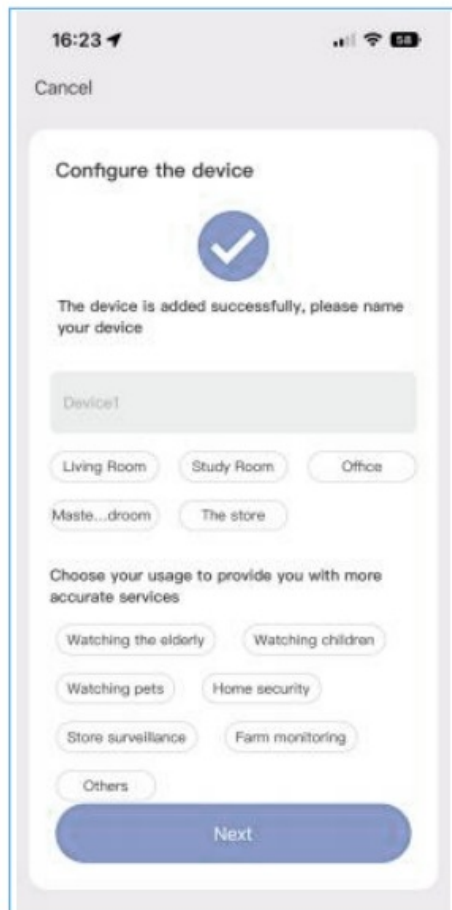 16:23
58
Cancel
Configure the device
The device is added successfully, please name
your device
Device1
Living Room Study Room Office
Maste...droom The store
Choose your usage to provide you with more
accurate services
Watching the elderly Watching children
Watching pets Home security
Store surveillance Farm monitoring
Others
Next